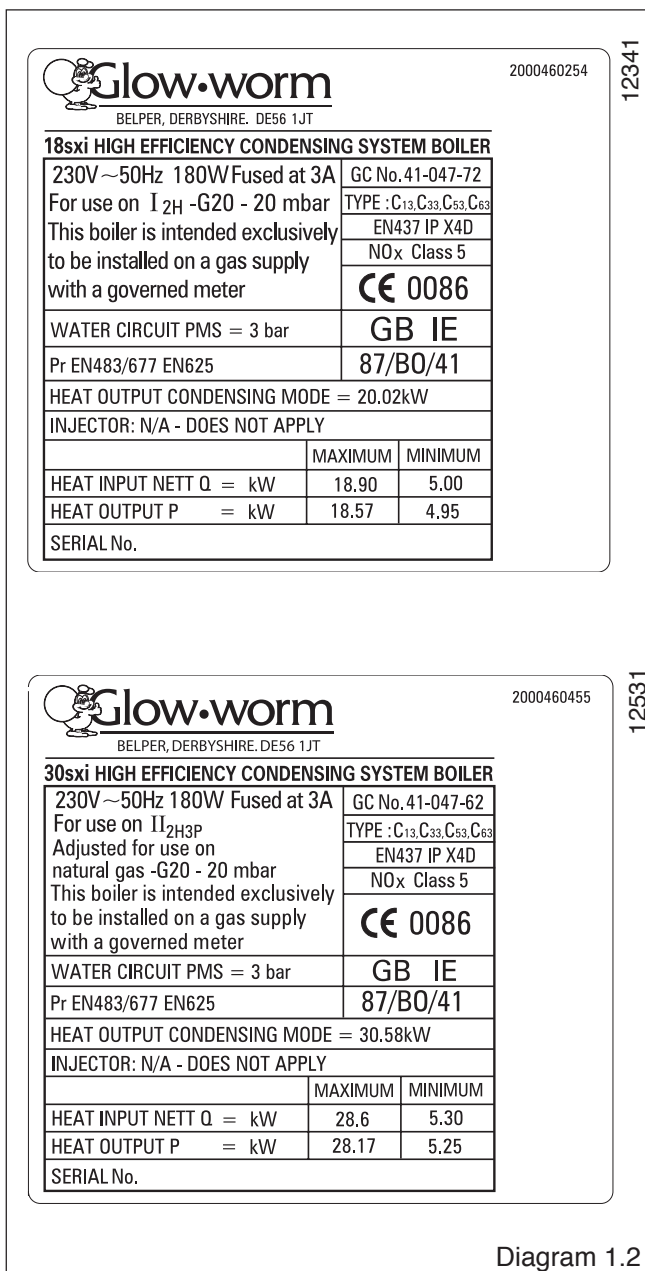 Glow•worm
2000460254
12341
BELPER, DERBYSHIRE. DE56 1JT
18sxi HIGH EFFICIENCY CONDENSING SYSTEM BOILER
230V~50Hz 180W Fused at 3A
For use on I2H -G20 - 20 mbar
This boiler is intended exclusively
to be installed on a gas supply
with a governed meter
GC No. 41-047-72
TYPE : C13,C33,C53,C63
EN437 IP X4D
NOx Class 5
CE 0086
WATER CIRCUIT PMS = 3 bar
GB IE
Pr EN483/677 EN625
87/BO/41
HEAT OUTPUT CONDENSING MODE = 20.02kW
INJECTOR: N/A - DOES NOT APPLY
MAXIMUM MINIMUM
HEAT INPUT NETT Q = kW 18.90 5.00
HEAT OUTPUT P = kW 18.57 4.95
SERIAL No.
Glow•worm
2000460455
12531
BELPER, DERBYSHIRE. DE56 1JT
30sxi HIGH EFFICIENCY CONDENSING SYSTEM BOILER
230V~50Hz 180W Fused at 3A
For use on II2H3P
Adjusted for use on
natural gas -G20 - 20 mbar
This boiler is intended exclusively
to be installed on a gas supply
with a governed meter
GC No. 41-047-62
TYPE : C13,C33,C53,C63
EN437 IP X4D
NOx Class 5
CE 0086
WATER CIRCUIT PMS = 3 bar
GB IE
Pr EN483/677 EN625
87/BO/41
HEAT OUTPUT CONDENSING MODE = 30.58kW
INJECTOR: N/A - DOES NOT APPLY
MAXIMUM MINIMUM
HEAT INPUT NETT Q = kW 28.6 5.30
HEAT OUTPUT P = kW 28.17 5.25
SERIAL No.
Diagram 1.2